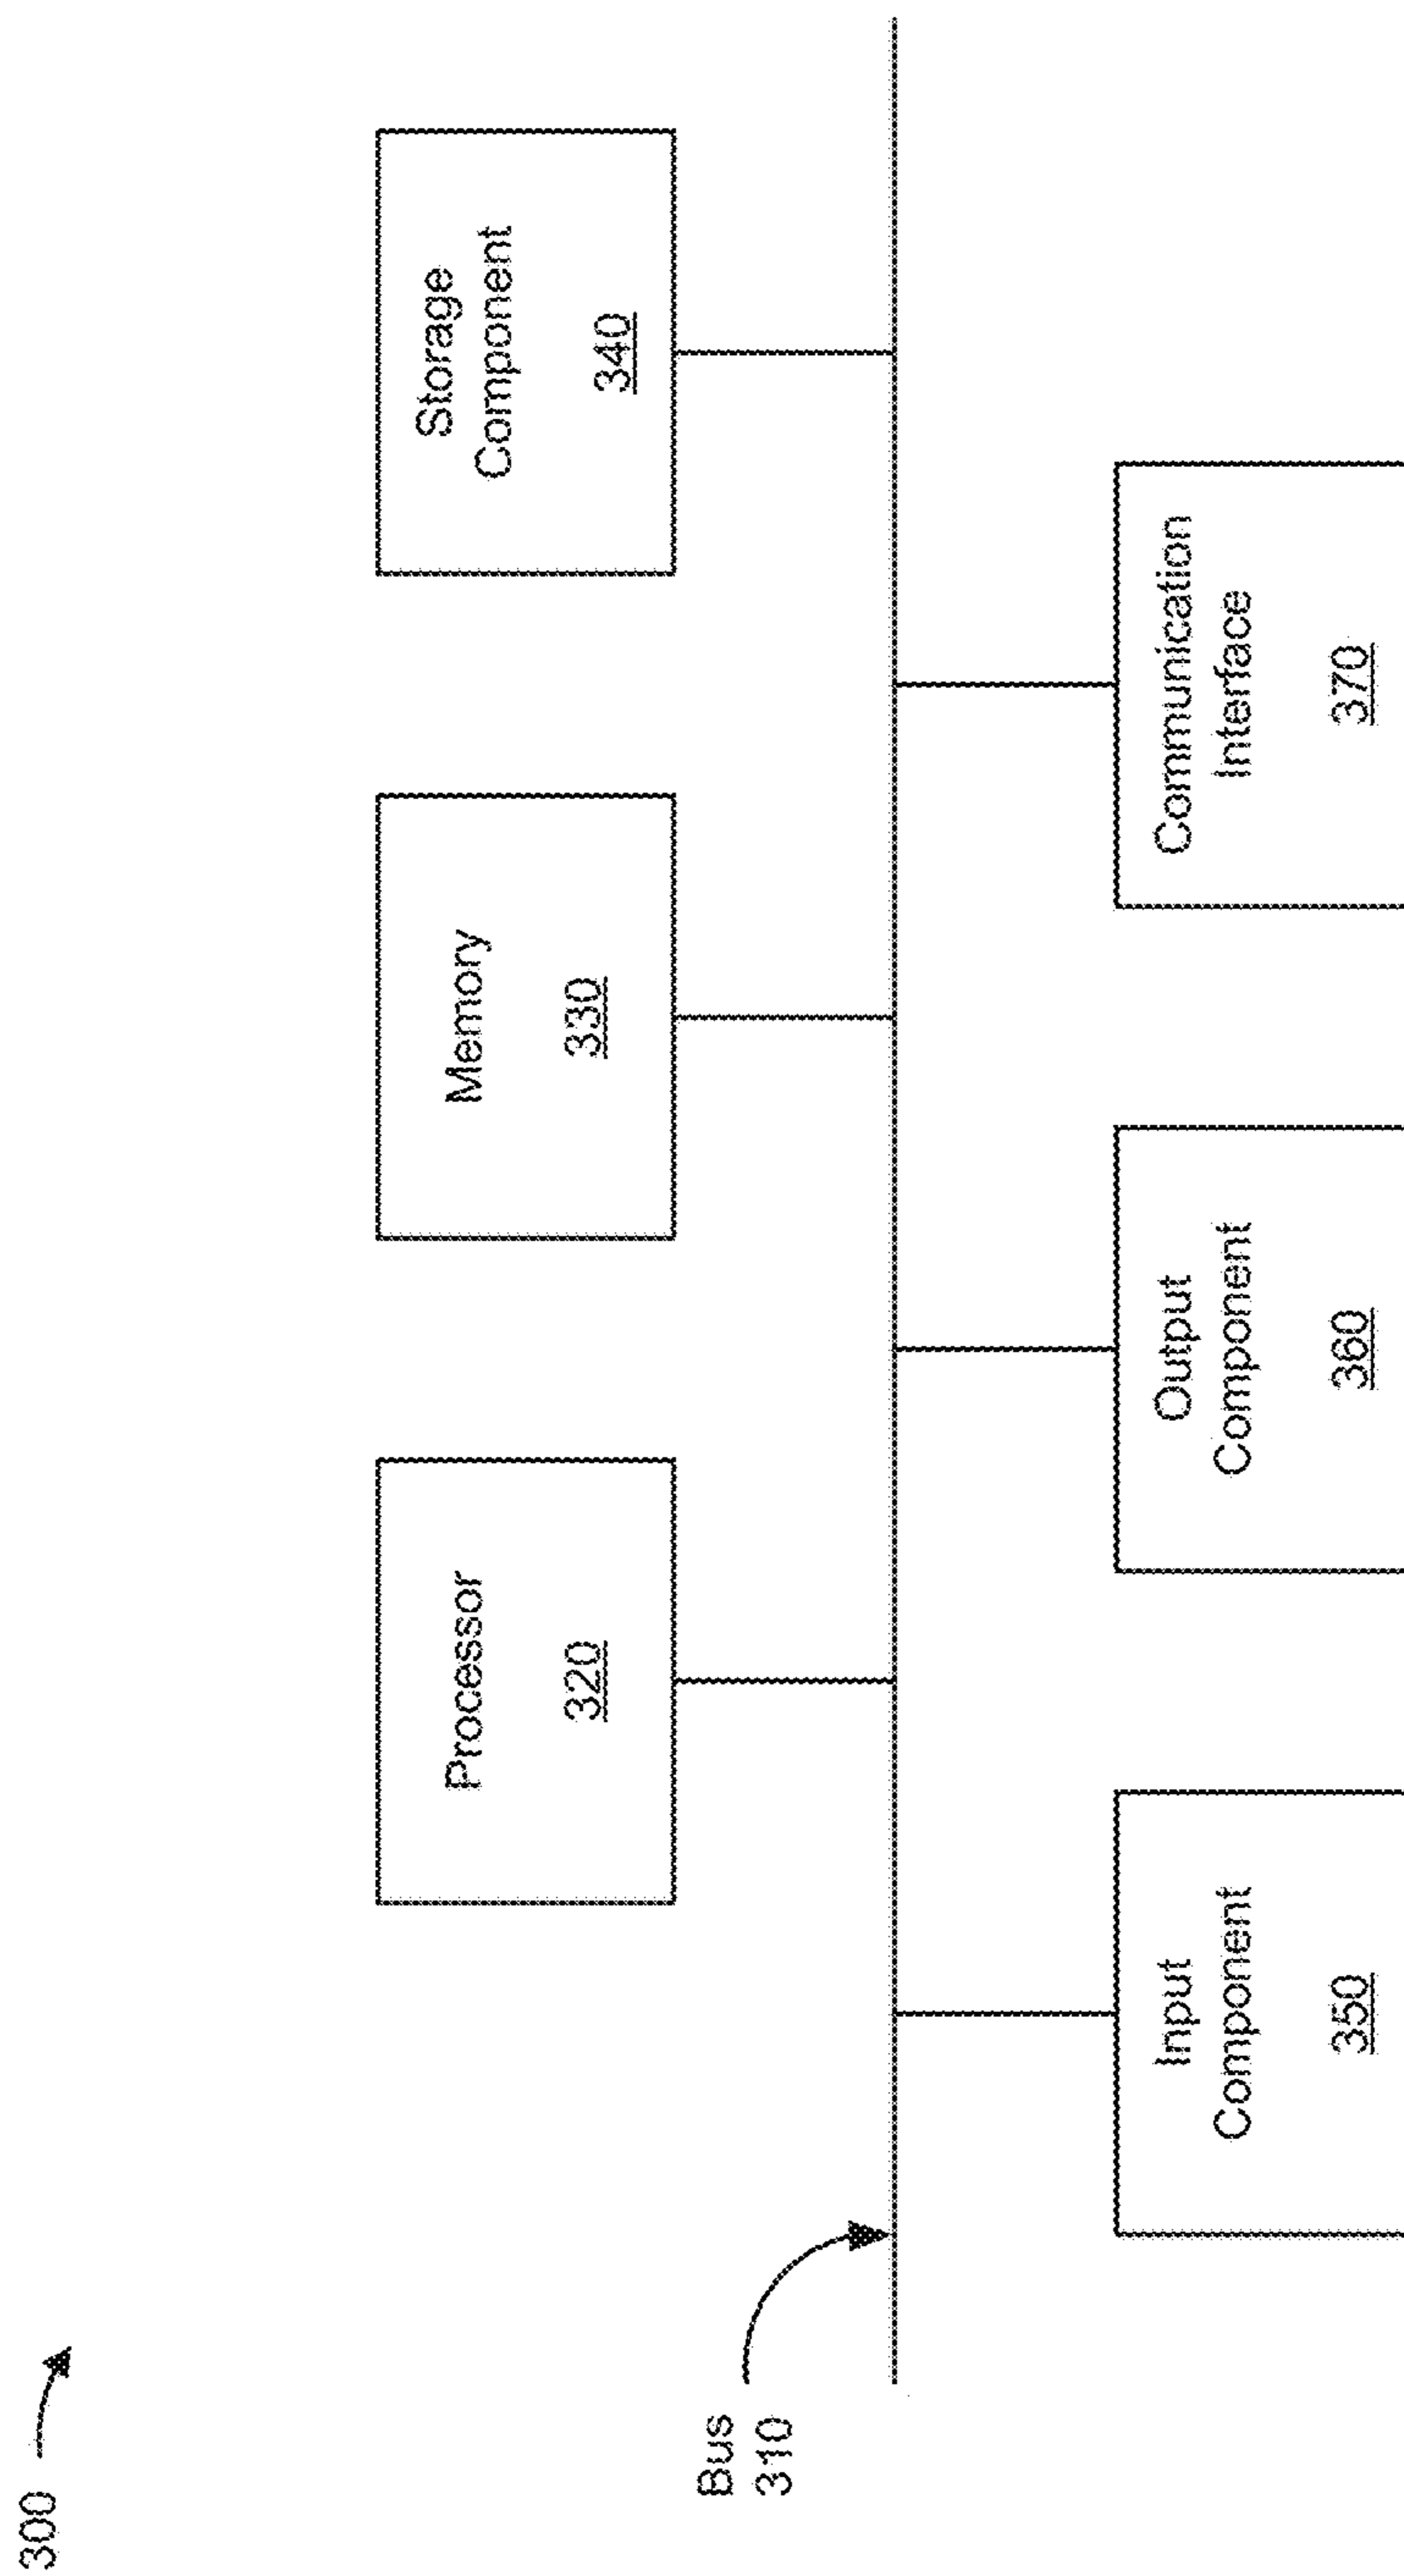 300
Processor
320
Memory
330
Storage
Component
340
Bus
310
Input
Component
350
Output
Component
360
Communication
Interface
370